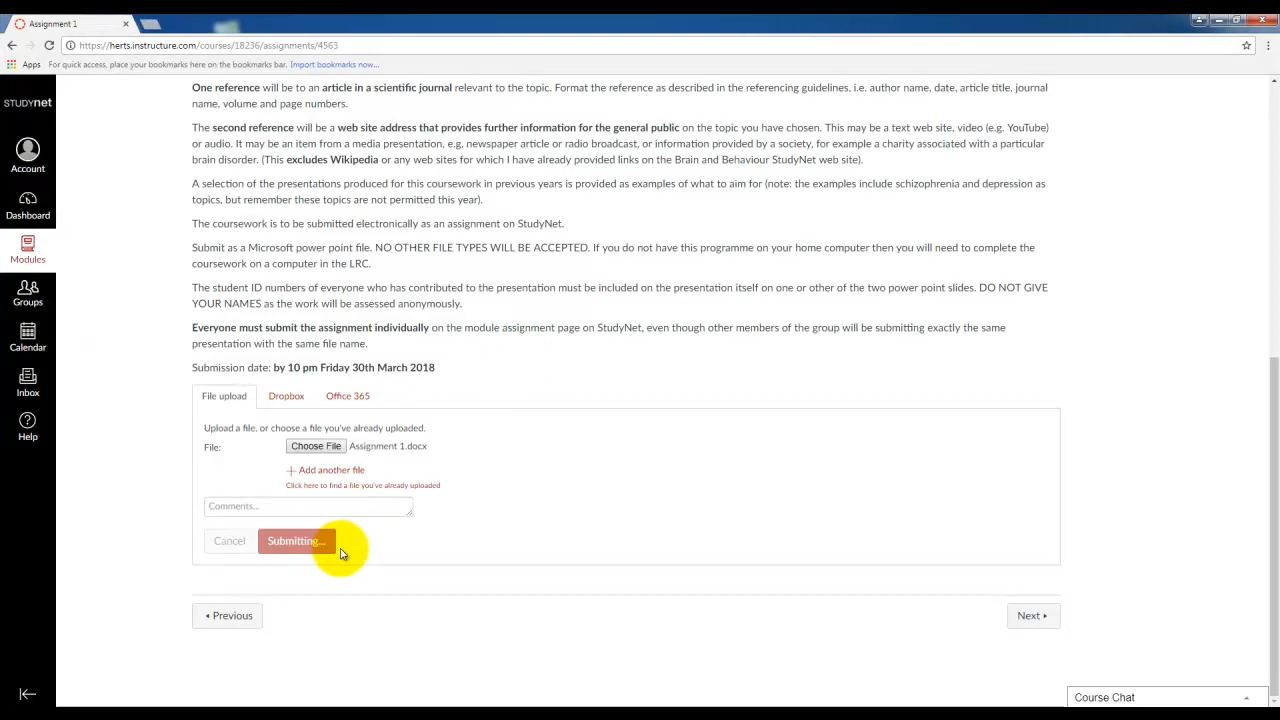 Assignment 1
https://herts.instructure.com/courses/18236/assignments/4563
Apps For quick access, place your bookmarks here on the bookmarks bar. Import bookmarks now...
STUDYnet
Account
Dashboard
Modules
Groups
Calendar
Inbox
Help
One reference will be to an article in a scientific journal relevant to the topic. Format the reference as described in the referencing guidelines, i.e. author name, date, article title, journal
name, volume and page numbers.
The second reference will be a web site address that provides further information for the general public on the topic you have chosen. This may be a text web site, video (e.g. YouTube)
or audio. It may be an item from a media presentation, e.g. newspaper article or radio broadcast, or information provided by a society, for example a charity associated with a particular
brain disorder. (This excludes Wikipedia or any web sites for which I have already provided links on the Brain and Behaviour StudyNet web site).
A selection of the presentations produced for this coursework in previous years is provided as examples of what to aim for (note: the examples include schizophrenia and depression as
topics, but remember these topics are not permitted this year).
The coursework is to be submitted electronically as an assignment on StudyNet.
Submit as a Microsoft power point file. NO OTHER FILE TYPES WILL BE ACCEPTED. If you do not have this programme on your home computer then you will need to complete the
coursework on a computer in the LRC.
The student ID numbers of everyone who has contributed to the presentation must be included on the presentation itself on one or other of the two power point slides. DO NOT GIVE
YOUR NAMES as the work will be assessed anonymously.
Everyone must submit the assignment individually on the module assignment page on StudyNet, even though other members of the group will be submitting exactly the same
presentation with the same file name.
Submission date: by 10 pm Friday 30th March 2018
File upload Dropbox Office 365
Upload a file, or choose a file you've already uploaded.
File: Choose File Assignment 1.docx
Add another file
Click here to find a file you've already uploaded
Comments...
Cancel Submitting...
Previous Next
Course Chat